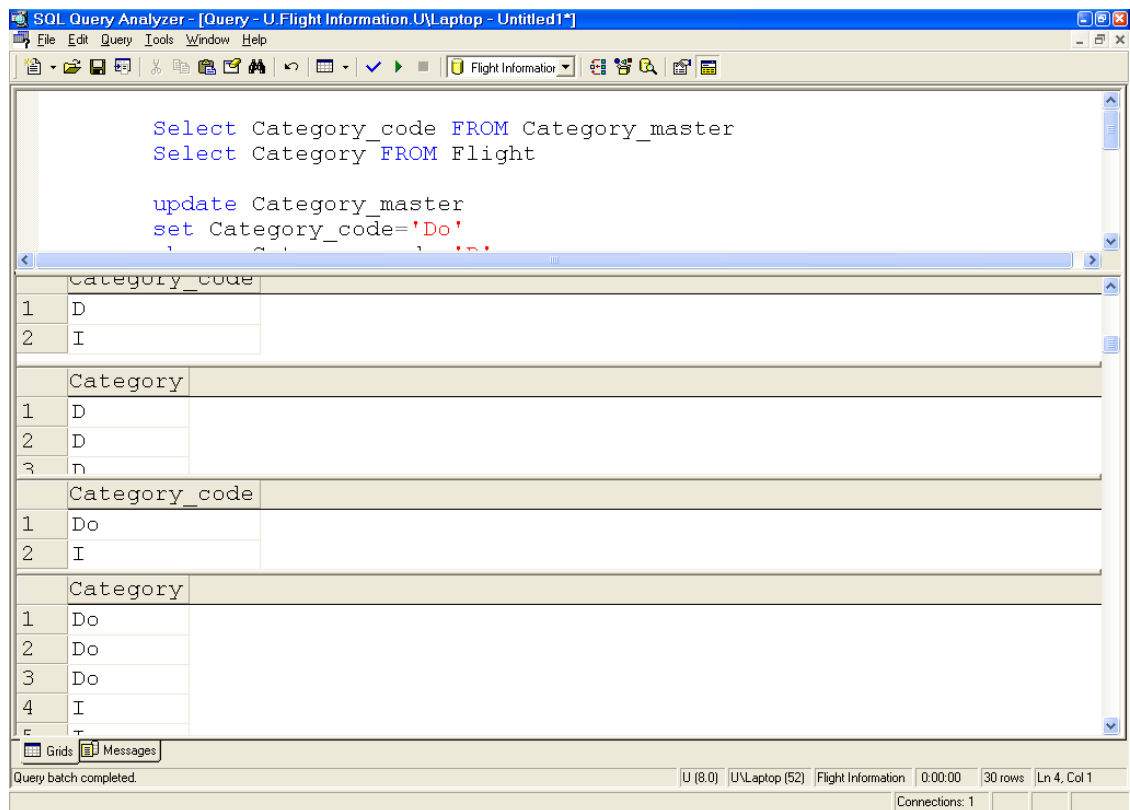 SQL Query Analyzer - [Query - U.Flight Information.U\Laptop - Untitled1*]
File Edit Query Tools Window Help
Flight Information
Select Category_code FROM Category_master
Select Category FROM Flight
update Category_master
set Category_code='Do'
Category_code
1 D
2 I
Category
1 D
2 D
3 D
Category_code
1 Do
2 I
Category
1 Do
2 Do
3 Do
4 I
Grids Messages
Query batch completed. U (8.0) U\Laptop (52) Flight Information 0:00:00 30 rows Ln 4, Col 1
Connections: 1